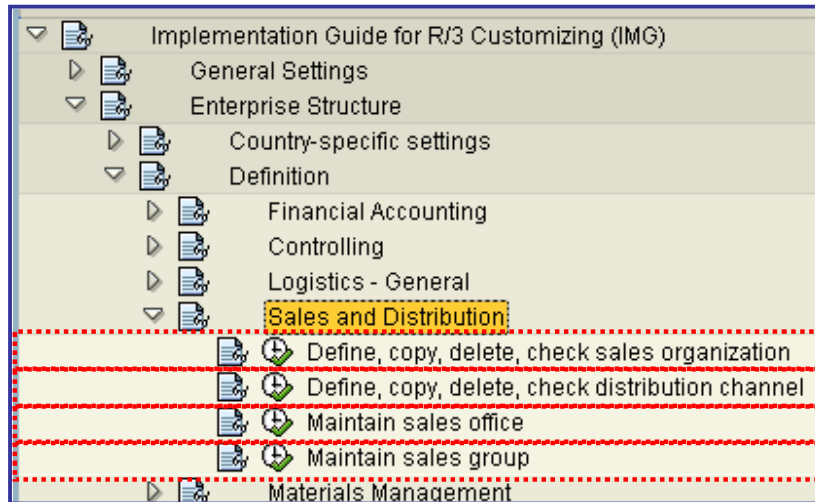 Implementation Guide for R/3 Customizing (IMG)
General Settings
Enterprise Structure
Country-specific settings
Definition
Financial Accounting
Controlling
Logistics - General
Sales and Distribution
Define, copy, delete, check sales organization
Define, copy, delete, check distribution channel
Maintain sales office
Maintain sales group
Materials Management